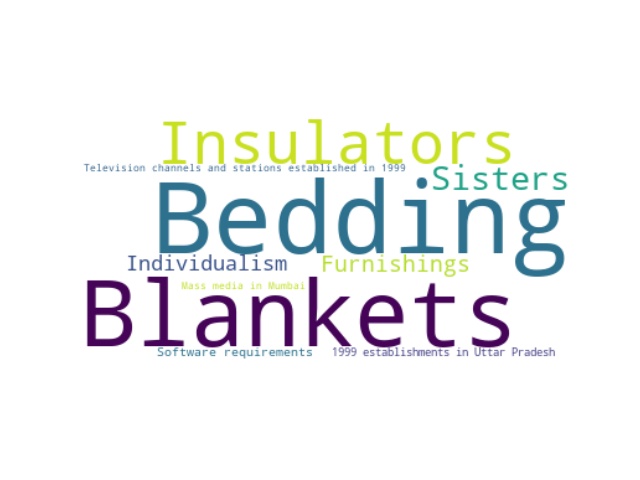 Insulators
Television channels and stations established in 1999
Sisters
Bedding
Individualism
Furnishings
Mass media in Mumbai
Blankets
Software requirements
1999 establishments in Uttar Pradesh